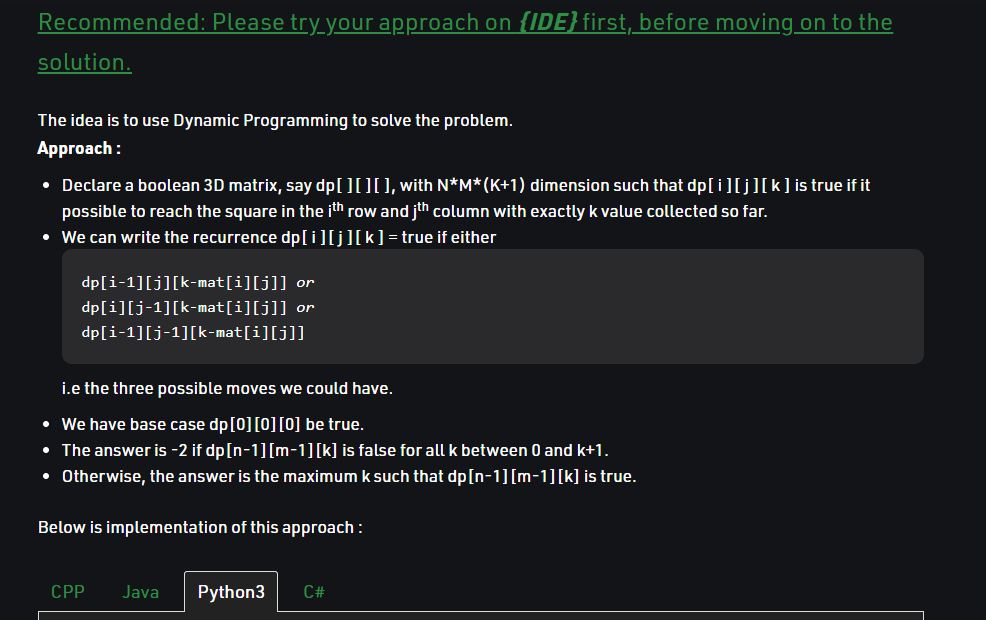 Recommended: Please try your approach on {IDE} first, before moving on to the
solution.
The idea is to use Dynamic Programming to solve the problem.
Approach :
• Declare a boolean 3D matrix, say dp[ ][ ][ ], with N*M*(K+1) dimension such that dp[ i ][ j ][ k ] is true if it
possible to reach the square in the ith row and jth column with exactly k value collected so far.
• We can write the recurrence dp[ i ][ j ][ k ] = true if either
dp[i-1][j][k-mat[i][j]] or
dp[i][j-1][k-mat[i][j]] or
dp[i-1][j-1][k-mat[i][j]]
i.e the three possible moves we could have.
• We have base case dp[0][0][0] be true.
• The answer is -2 if dp[n-1][m-1][k] is false for all k between 0 and k+1.
• Otherwise, the answer is the maximum k such that dp[n-1][m-1][k] is true.
Below is implementation of this approach :
CPP Java Python3 C#